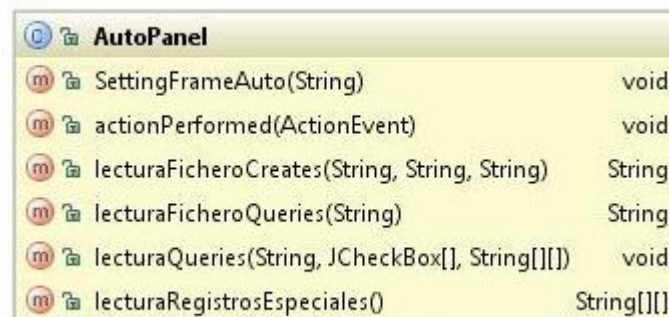 AutoPanel
SettingFrameAuto(String) void
actionPerformed(ActionEvent) void
lecturaFicheroCreates(String, String, String) String
lecturaFicheroQueries(String) String
lecturaQueries(String, JCheckBox[], String[][]) void
lecturaRegistrosEspeciales() String[][]